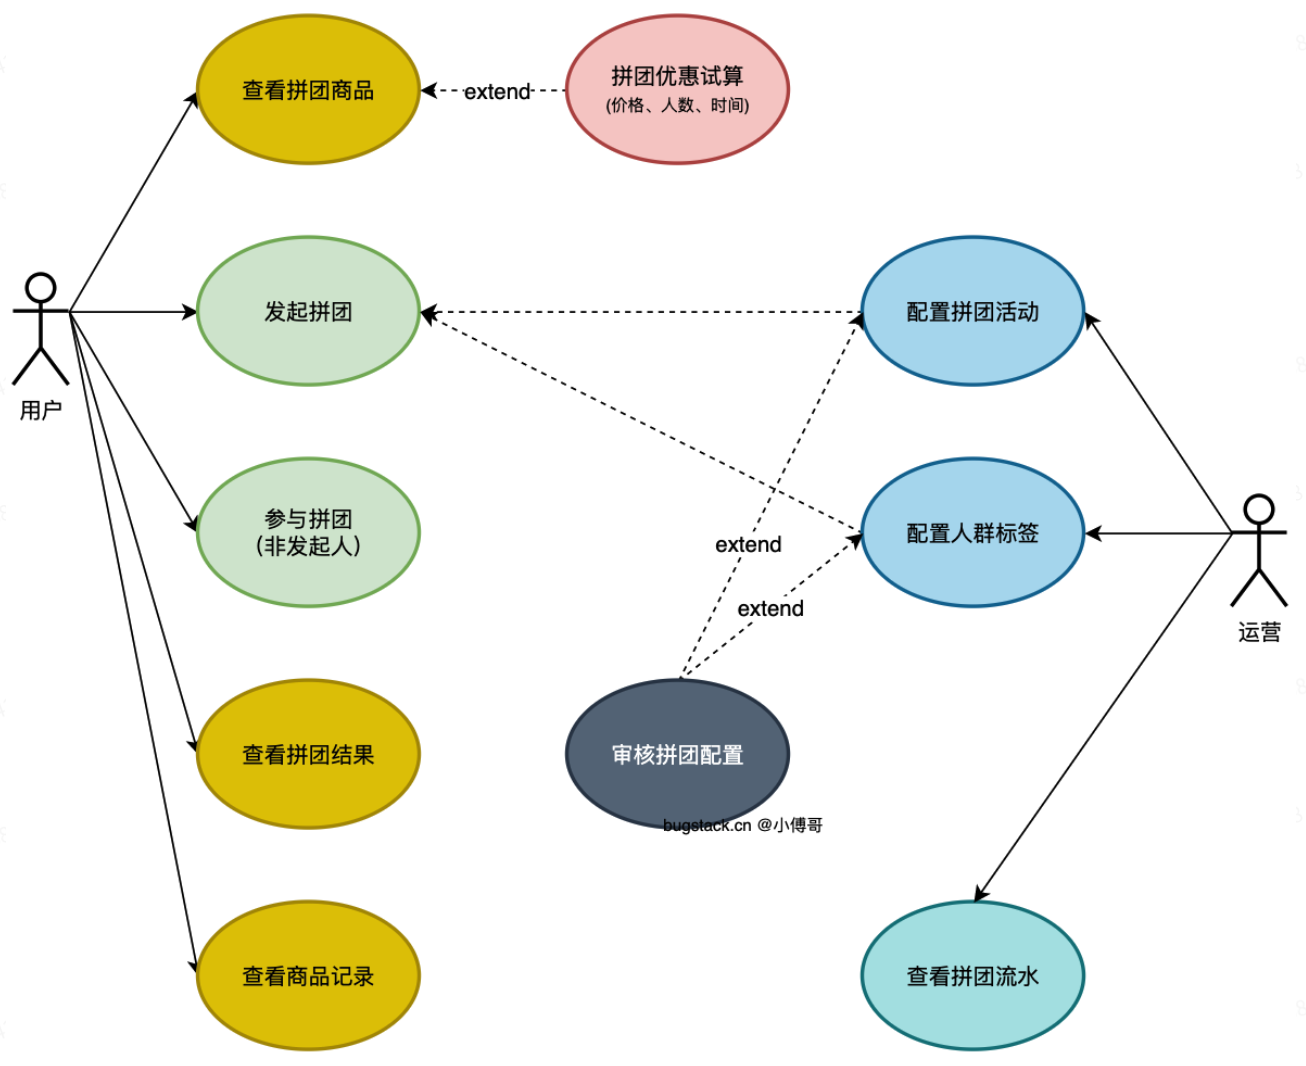 查看拼团商品
extend
拼团优惠试算
(价格、人数、时间)
发起拼团
配置拼团活动
用户
参与拼团
(非发起人)
extend
配置人群标签
extend
运营
查看拼团结果
审核拼团配置
bugstack.cn @小傅哥
查看商品记录
查看拼团流水